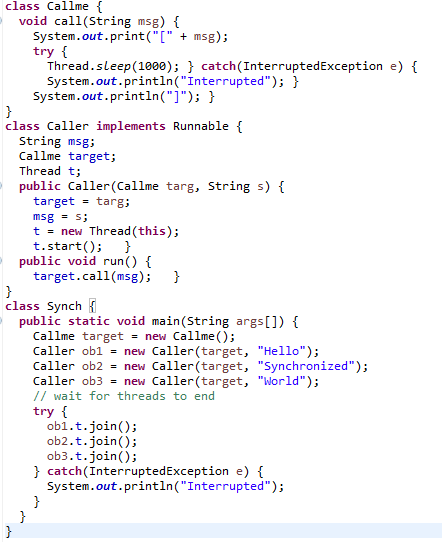 class Callme {
  void call(String msg) {
    System.out.print("[" + msg);
    try {
      Thread.sleep(1000); } catch(InterruptedException e) {
      System.out.println("Interrupted"); }
    System.out.println("]"); }
}
class Caller implements Runnable {
  String msg;
  Callme target;
  Thread t;
  public Caller(Callme targ, String s) {
    target = targ;
    msg = s;
    t = new Thread(this);
    t.start();   }
  public void run() {
    target.call(msg);   }
}
class Synch {
  public static void main(String args[]) {
    Callme target = new Callme();
    Caller ob1 = new Caller(target, "Hello");
    Caller ob2 = new Caller(target, "Synchronized");
    Caller ob3 = new Caller(target, "World");
    // wait for threads to end
    try {
      ob1.t.join();
      ob2.t.join();
      ob3.t.join();
    } catch(InterruptedException e) {
      System.out.println("Interrupted");
    }
  }
}